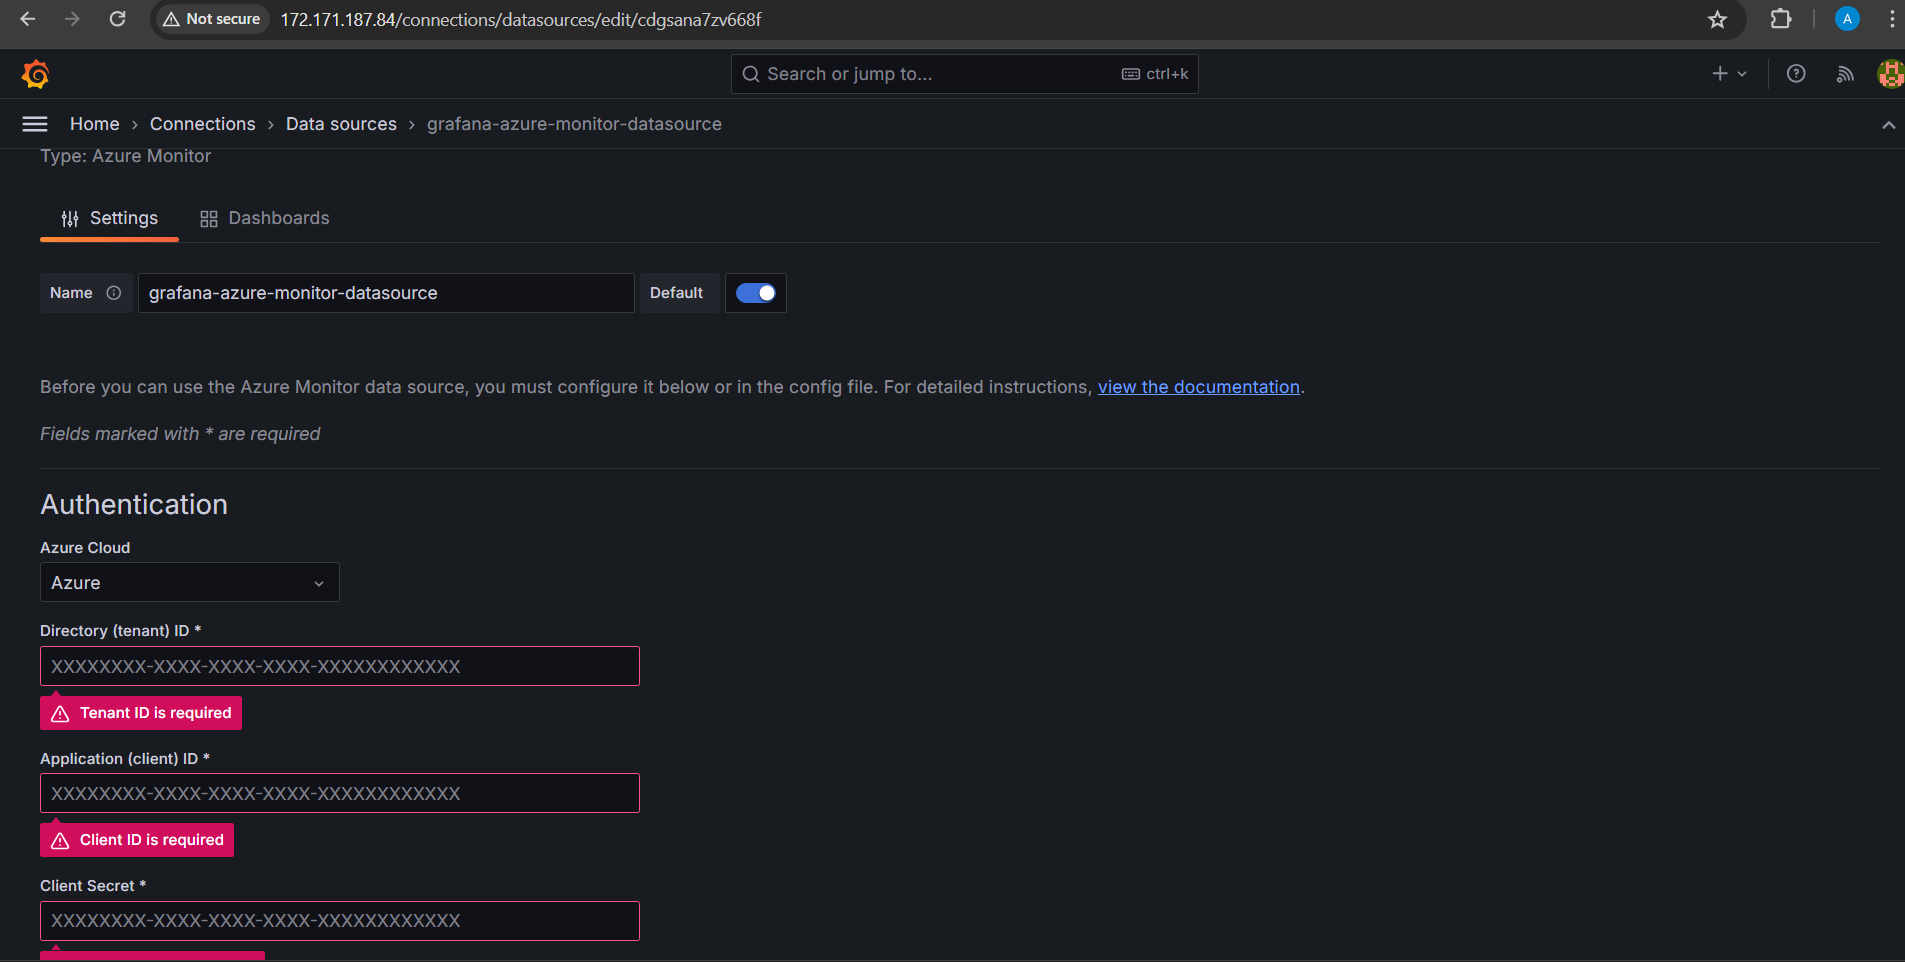 Not secure 172.171.187.84/connections/datasources/edit/cdgsana7zv668f A
Search or jump to... ctrl+k
Home › Connections › Data sources › grafana-azure-monitor-datasource
Type: Azure Monitor
Settings Dashboards
Name grafana-azure-monitor-datasource Default
Before you can use the Azure Monitor data source, you must configure it below or in the config file. For detailed instructions, view the documentation.
Fields marked with * are required
Authentication
Azure Cloud
Azure
Directory (tenant) ID *
XXXXXXXX-XXXX-XXXX-XXXX-XXXXXXXXXXXX
Tenant ID is required
Application (client) ID *
XXXXXXXX-XXXX-XXXX-XXXX-XXXXXXXXXXXX
Client ID is required
Client Secret *
XXXXXXXX-XXXX-XXXX-XXXX-XXXXXXXXXXXX